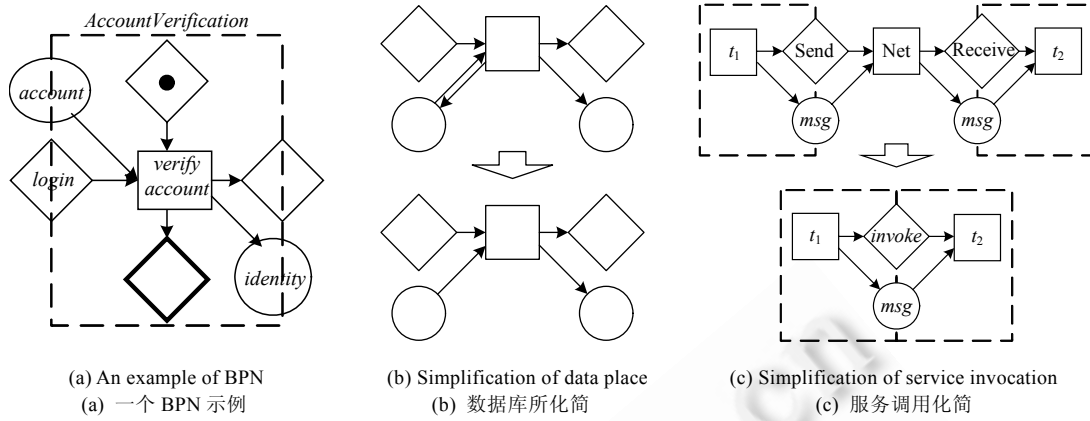 AccountVerification
account
login
verify
account
identity
t1
Send
Net
Receive
t2
msg
msg
t1
invoke
t2
msg
(a) An example of BPN
(a) 一个 BPN 示例
(b) Simplification of data place
(b) 数据库所化简
(c) Simplification of service invocation
(c) 服务调用化简